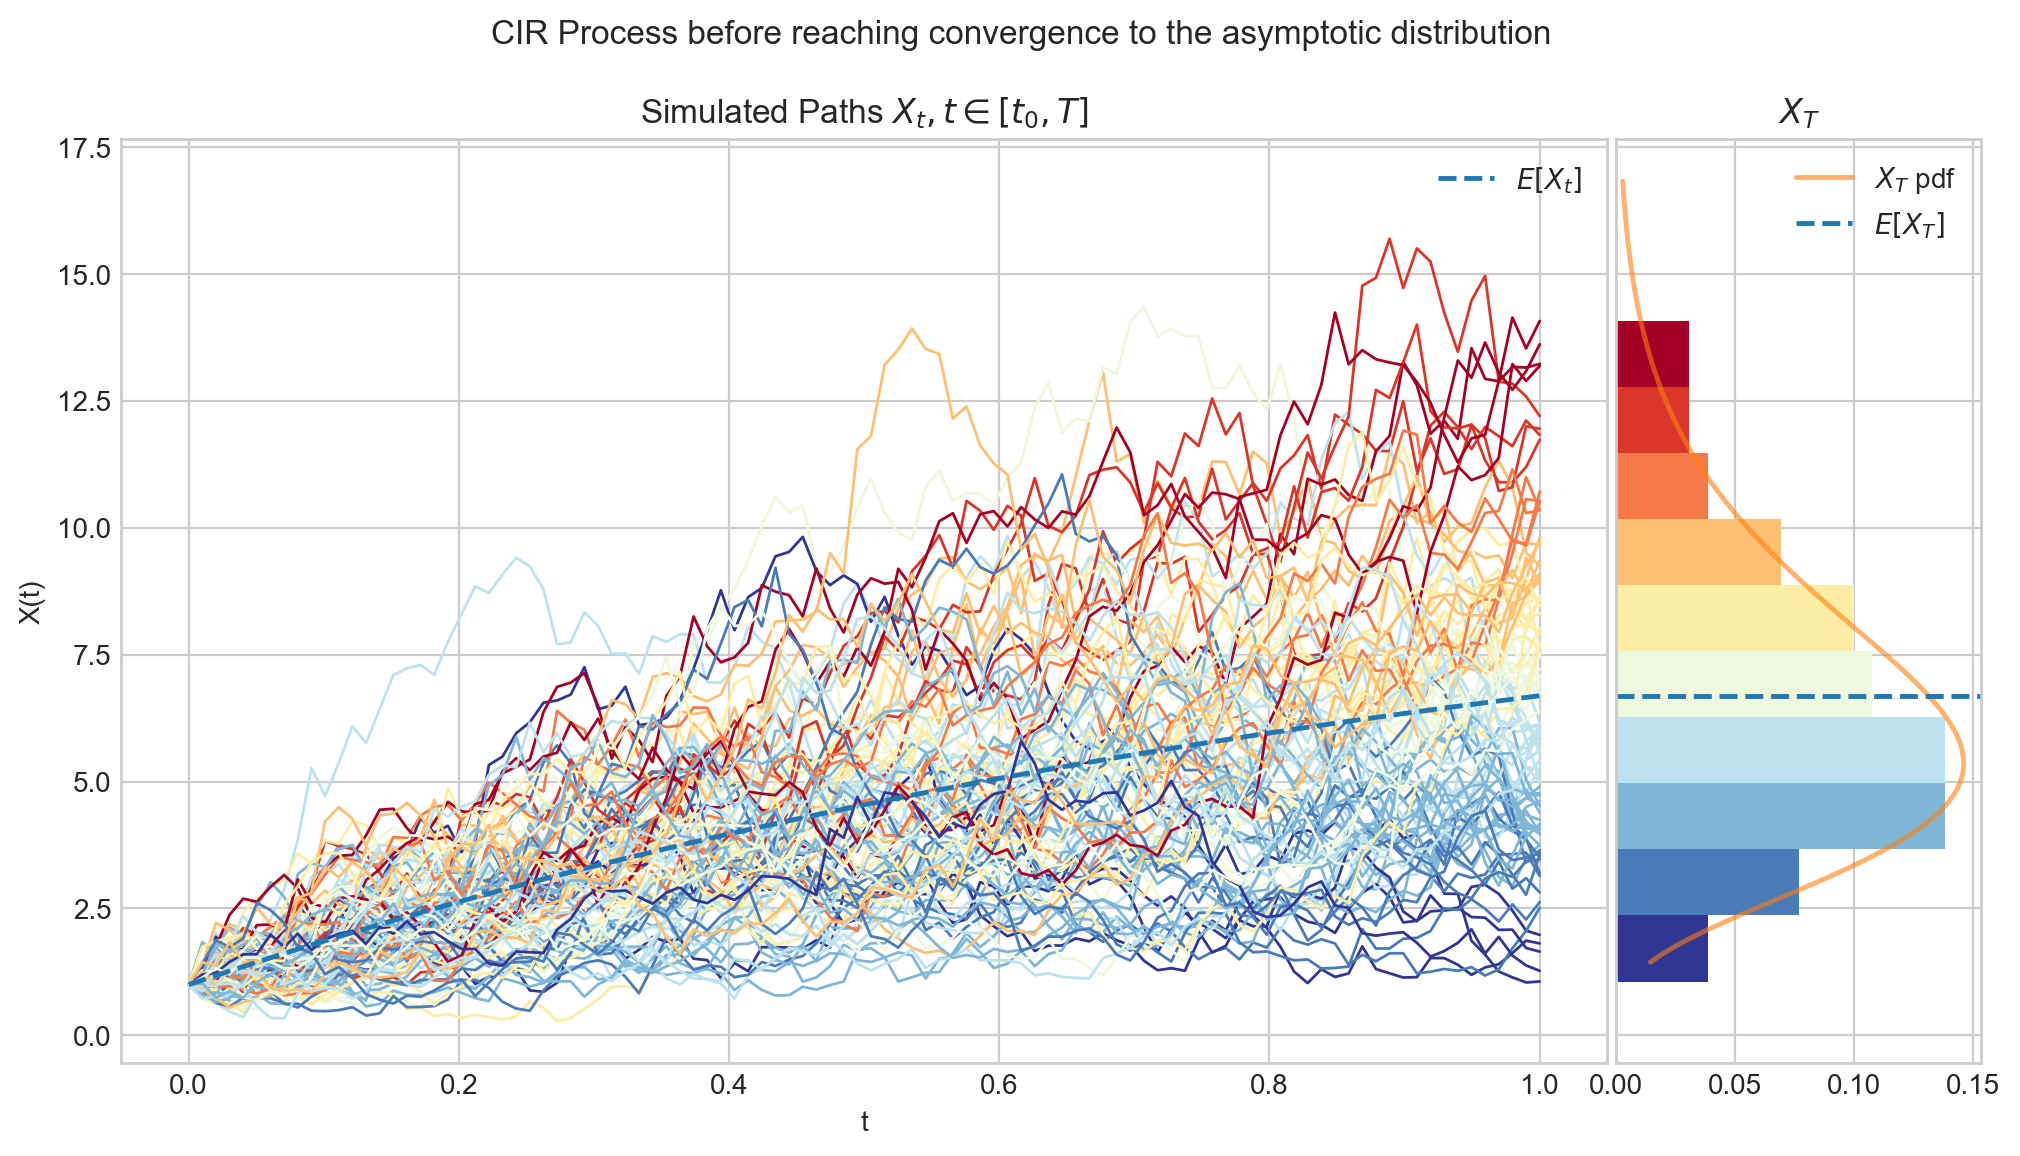 CIR Process before reaching convergence to the asymptotic distribution
Simulated Paths $X_t, t \in [t_0, T]$
$X_T$
17.5
15.0
12.5
10.0
7.5
5.0
2.5
0.0
X(t)
$E[X_t]$
$X_T$ pdf
$E[X_T]$
0.0 0.2 0.4 0.6 0.8 1.0
0.00 0.05 0.10 0.15
t